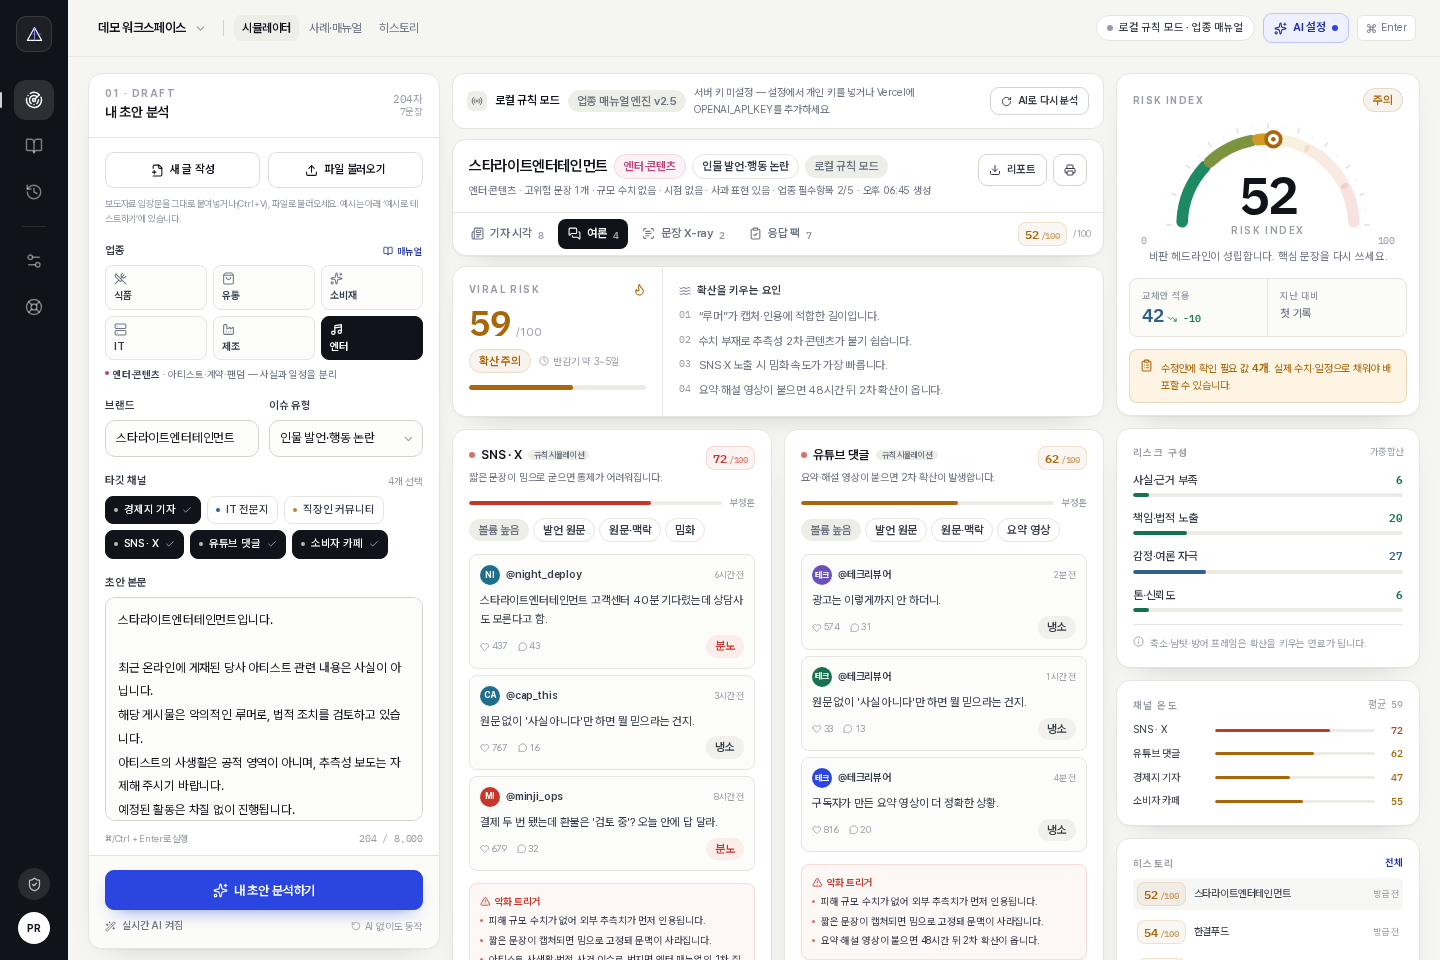 데모 워크스페이스
시뮬레이터
사례·매뉴얼
히스토리
로컬 규칙 모드 · 업종 매뉴얼
AI 설정
⌘ Enter
01 · DRAFT
내 초안 분석
204자
7문장
새 글 작성
파일 불러오기
보도자료·입장문을 그대로 붙여넣거나(Ctrl+V), 파일로 불러오세요. 예시는 아래 '예시로 테
스트하기'에 있습니다.
업종
매뉴얼
식품
유통
소비재
IT
제조
엔터
엔터·콘텐츠 · 아티스트·계약·팬덤 — 사실과 일정을 분리
브랜드
이슈 유형
스타라이트엔터테인먼트
인물 발언·행동 논란
타깃 채널
4개 선택
경제지 기자
IT 전문지
직장인 커뮤니티
SNS · X
유튜브 댓글
소비자 카페
초안 본문
스타라이트엔터테인먼트입니다.
최근 온라인에 게재된 당사 아티스트 관련 내용은 사실이 아
닙니다.
해당 게시물은 악의적인 루머로, 법적 조치를 검토하고 있습
니다.
아티스트의 사생활은 공적 영역이 아니며, 추측성 보도는 자
제해 주시기 바랍니다.
예정된 활동은 차질 없이 진행됩니다.
⌘/Ctrl + Enter로 실행
204 / 8,000
내 초안 분석하기
실시간 AI 켜짐
AI 없이도 동작
PR
로컬 규칙 모드
업종 매뉴얼 엔진 v2.5
서버 키 미설정 — 설정에서 개인 키를 넣거나 Vercel에
OPENAI_API_KEY를 추가하세요.
AI로 다시 분석
스타라이트엔터테인먼트
엔터·콘텐츠
인물 발언·행동 논란
로컬 규칙 모드
엔터·콘텐츠 · 고위험 문장 1개 · 규모 수치 없음 · 시점 없음 · 사과 표현 있음 · 업종 필수항목 2/5 · 오후 06:45 생성
리포트
기자 시각 8
여론 4
문장 X-ray 2
응답 팩 7
52 /100
/100
VIRAL RISK
59 /100
확산 주의
반감기 약 3~5일
확산을 키우는 요인
01 "루머"가 캡처·인용에 적합한 길이입니다.
02 수치 부재로 추측성 2차 콘텐츠가 붙기 쉽습니다.
03 SNS·X 노출 시 밈화 속도가 가장 빠릅니다.
04 요약·해설 영상이 붙으면 48시간 뒤 2차 확산이 옵니다.
SNS · X
규칙 시뮬레이션
72 /100
짧은 문장이 밈으로 굳으면 통제가 어려워집니다.
부정톤
볼륨 높음
발언 원문
원문·맥락
밈화
NI
@night_deploy
6시간 전
스타라이트엔터테인먼트 고객센터 40분 기다렸는데 상담사
도 모른다고 함.
437
43
분노
CA
@cap_this
3시간 전
원문 없이 '사실 아니다'만 하면 뭘 믿으라는 건지.
767
16
냉소
MI
@minji_ops
8시간 전
결제 두 번 됐는데 환불은 '검토 중'? 오늘 안에 답 달라.
679
32
분노
악화 트리거
피해 규모 수치가 없어 외부 추측치가 먼저 인용됩니다.
짧은 문장이 캡처되면 밈으로 고정돼 문맥이 사라집니다.
유튜브 댓글
규칙 시뮬레이션
62 /100
요약·해설 영상이 붙으면 2차 확산이 발생합니다.
부정톤
볼륨 높음
발언 원문
원문·맥락
요약 영상
테크
@테크리뷰어
2분 전
광고는 이렇게까지 안 하더니.
574
31
냉소
테크
@테크리뷰어
1시간 전
원문 없이 '사실 아니다'만 하면 뭘 믿으라는 건지.
33
13
냉소
테크
@테크리뷰어
4분 전
구독자가 만든 요약 영상이 더 정확한 상황.
816
20
냉소
악화 트리거
피해 규모 수치가 없어 외부 추측치가 먼저 인용됩니다.
짧은 문장이 캡처되면 밈으로 고정돼 문맥이 사라집니다.
요약·해설 영상이 붙으면 48시간 뒤 2차 확산이 옵니다.
RISK INDEX
주의
52
RISK INDEX
0
100
비판 헤드라인이 성립합니다. 핵심 문장을 다시 쓰세요.
교체안 적용
42 -10
지난 대비
첫 기록
수정안에 확인 필요 값 4개. 실제 수치·일정으로 채워야 배
포할 수 있습니다.
리스크 구성
가중합산
사실·근거 부족 6
책임·법적 노출 20
감정·여론 자극 27
톤·신뢰도 6
축소·남탓·방어 프레임은 확산을 키우는 연료가 됩니다.
채널 온도
평균 59
SNS · X 72
유튜브 댓글 62
경제지 기자 47
소비자 카페 55
히스토리
전체
52 /100 스타라이트엔터테인먼트 방금 전
54 /100 한결푸드 방금 전